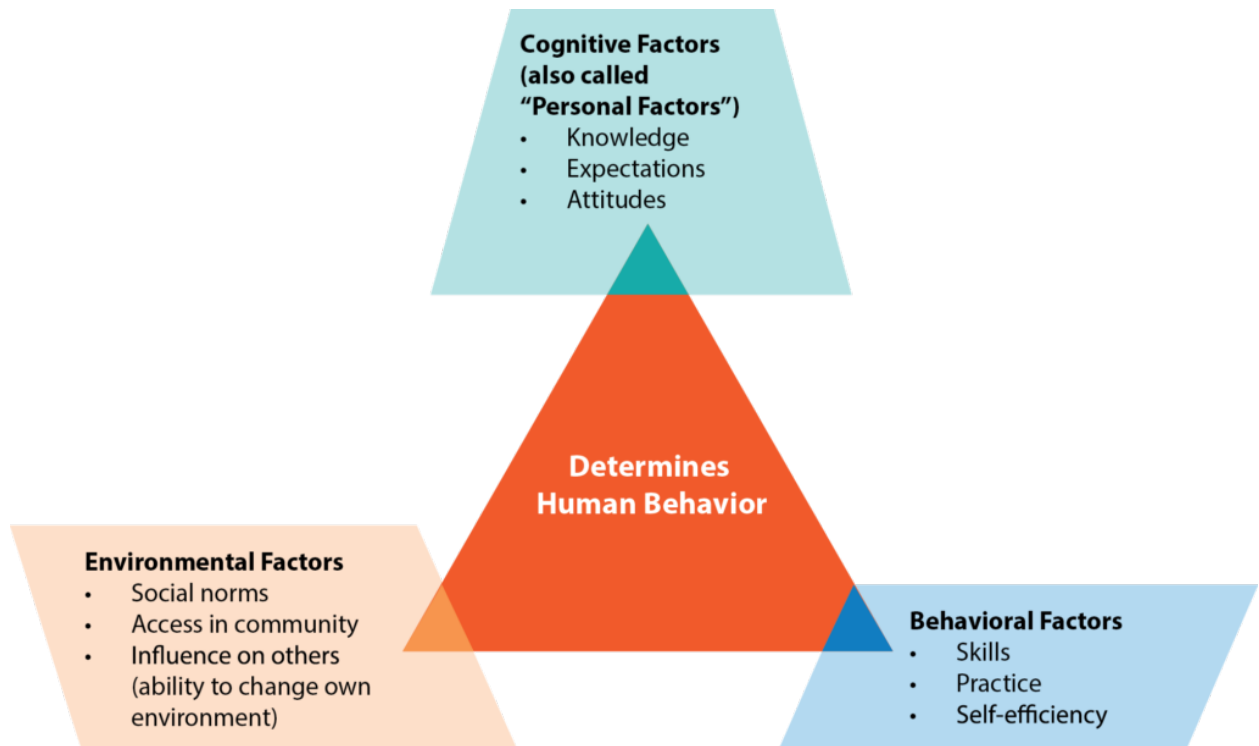 Cognitive Factors
(also called
“Personal Factors”)
• Knowledge
• Expectations
• Attitudes
Determines
Human Behavior
Environmental Factors
• Social norms
• Access in community
• Influence on others
(ability to change own
environment)
Behavioral Factors
• Skills
• Practice
• Self-efficiency